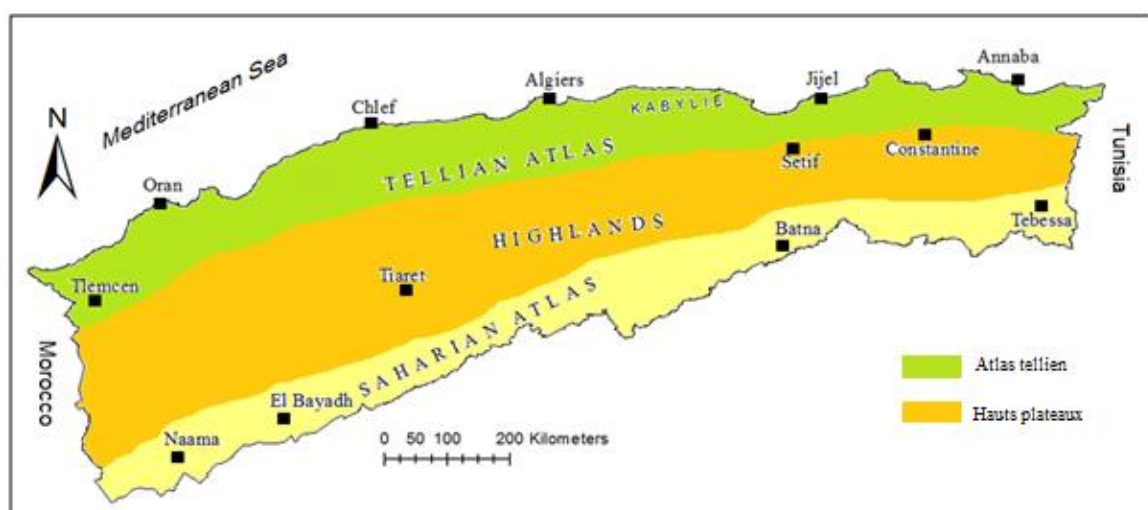 Annaba
Mediterranean Sea
Algiers
Jijel
Chlef
KABYLIE
N
TELLIAN ATLAS
Constantine
Setif
Tunisia
Oran
HIGHLANDS
Batna
Tebessa
Tlemcen
Tiaret
SAHARIAN ATLAS
Morocco
El Bayadh
Atlas tellien
Hauts plateaux
Naama
0 50 100 200 Kilometers